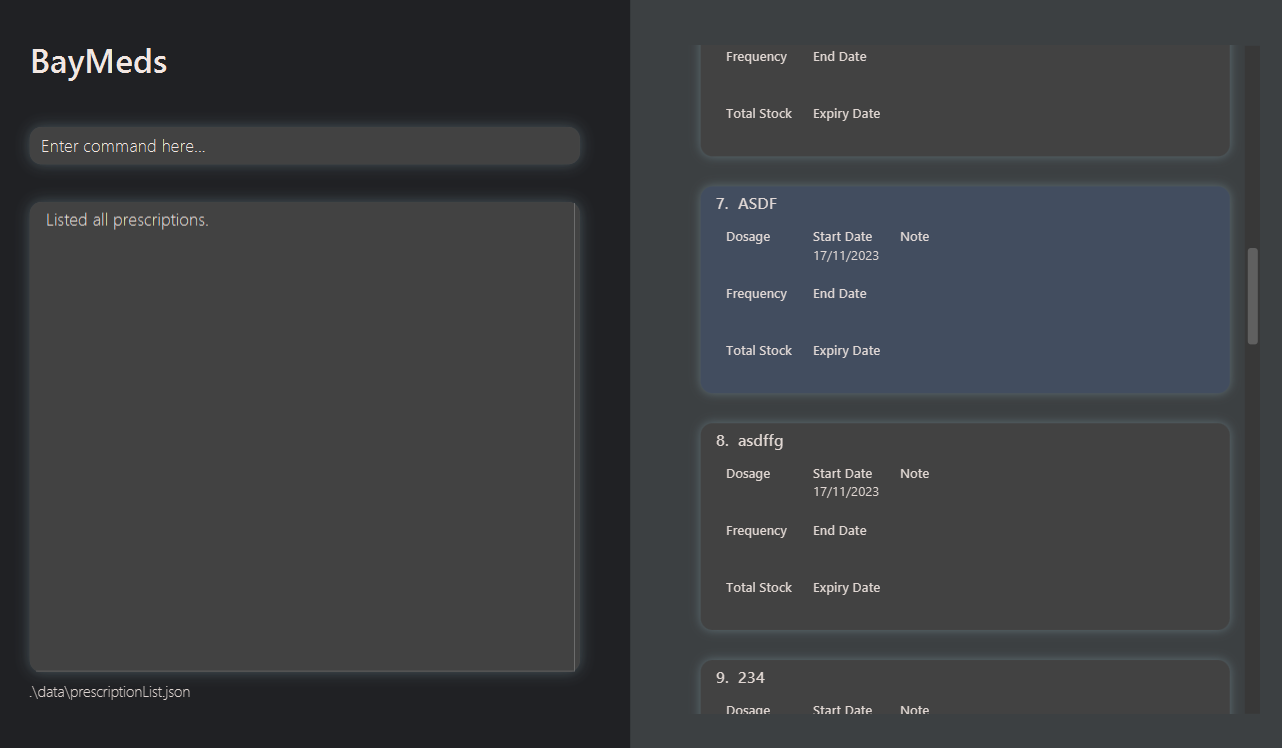 BayMeds
Enter command here...
Listed all prescriptions.
.\data\prescriptionList.json
Frequency End Date
Total Stock Expiry Date
7. ASDF
Dosage Start Date Note
17/11/2023
Frequency End Date
Total Stock Expiry Date
8. asdffg
Dosage Start Date Note
17/11/2023
Frequency End Date
Total Stock Expiry Date
9. 234
Dosage Start Date Note